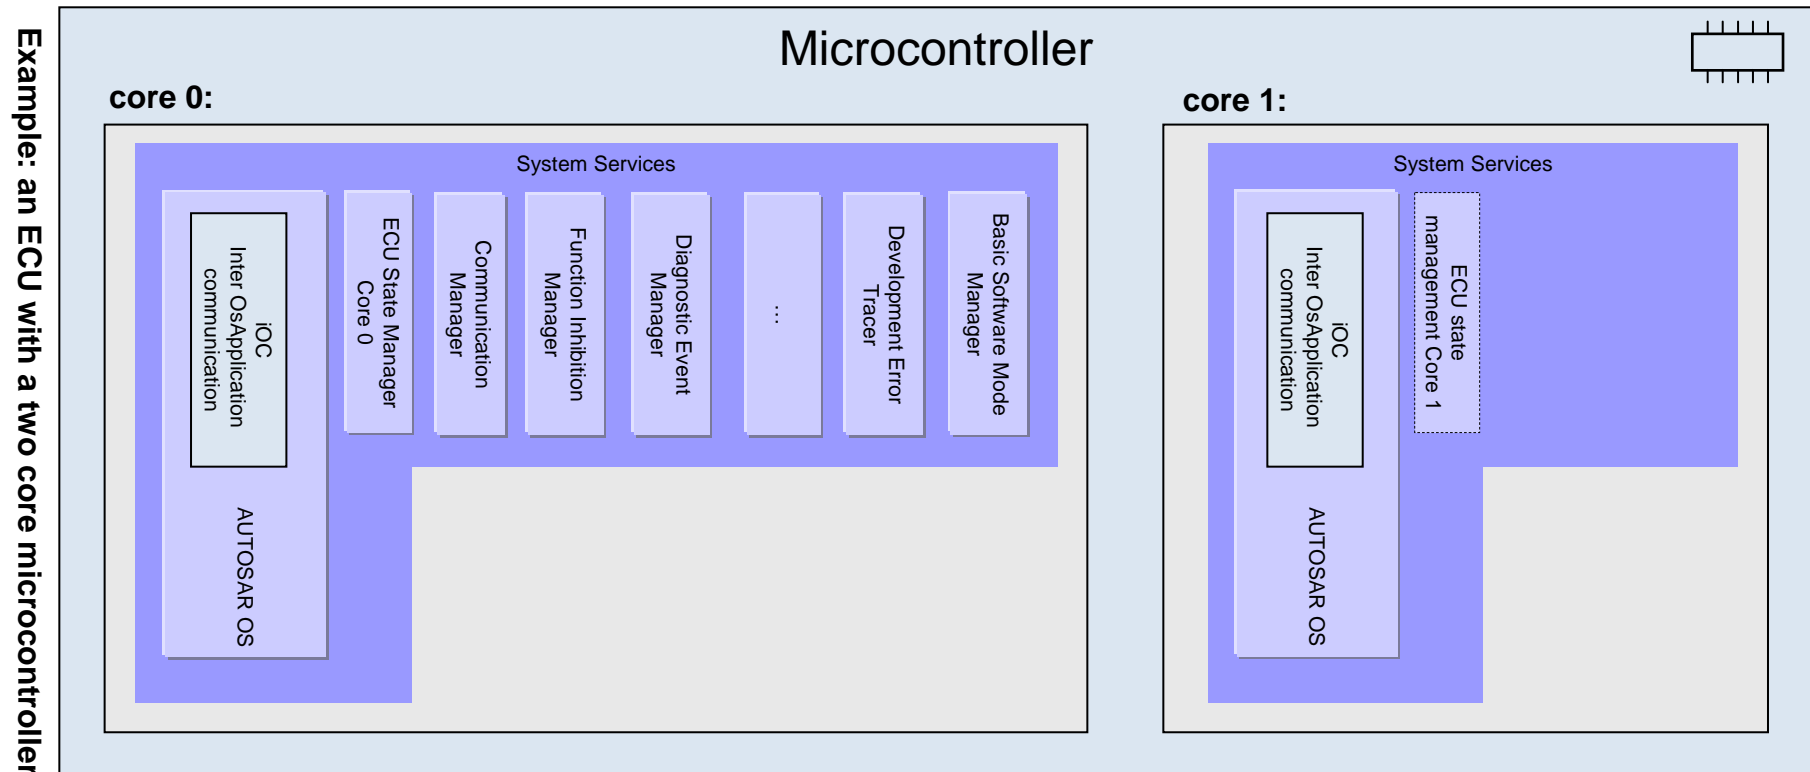 Example: an ECU with a two core microcontroller
Microcontroller
core 0:
System Services
iOC
Inter OsApplication
communication
AUTOSAR OS
ECU State Manager
Core 0
Communication
Manager
Function Inhibition
Manager
Diagnostic Event
Manager
...
Development Error
Tracer
Basic Software Mode
Manager
core 1:
System Services
iOC
Inter OsApplication
communication
AUTOSAR OS
ECU state
management Core 1